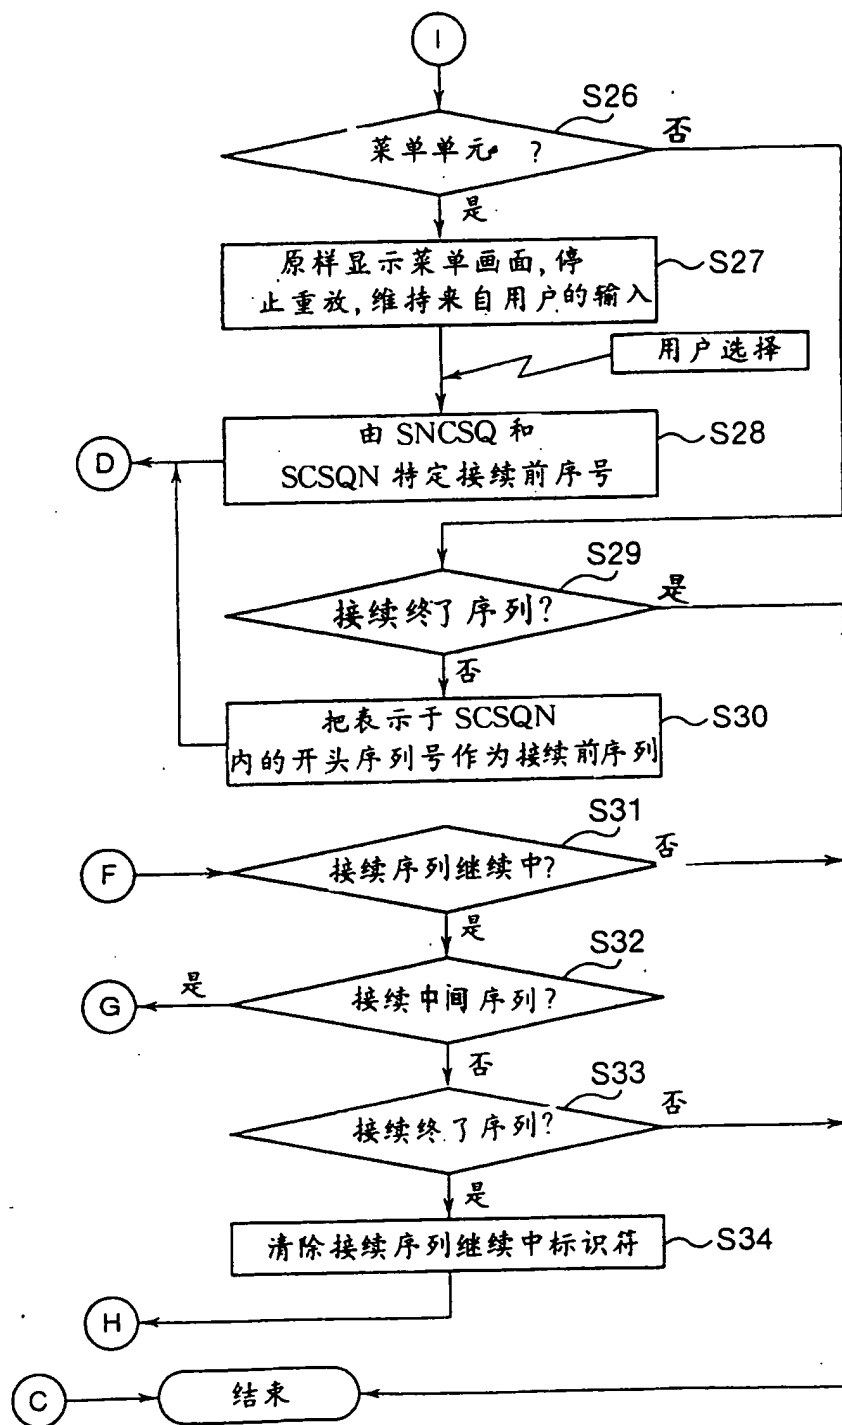 I
S26
菜单单元 ?
否
是
原样显示菜单画面,停
止重放,维持来自用户的输入
S27
用户选择
由 SNCSQ 和
SCSQN 特定接续前序号
S28
D
S29
接续终了序列?
是
否
把表示于 SCSQN
内的开头序列号作为接续前序列
S30
S31
F
接续序列继续中?
否
是
S32
G
是
接续中间序列?
否
S33
接续终了序列?
否
是
清除接续序列继续中标识符
S34
H
C
结束